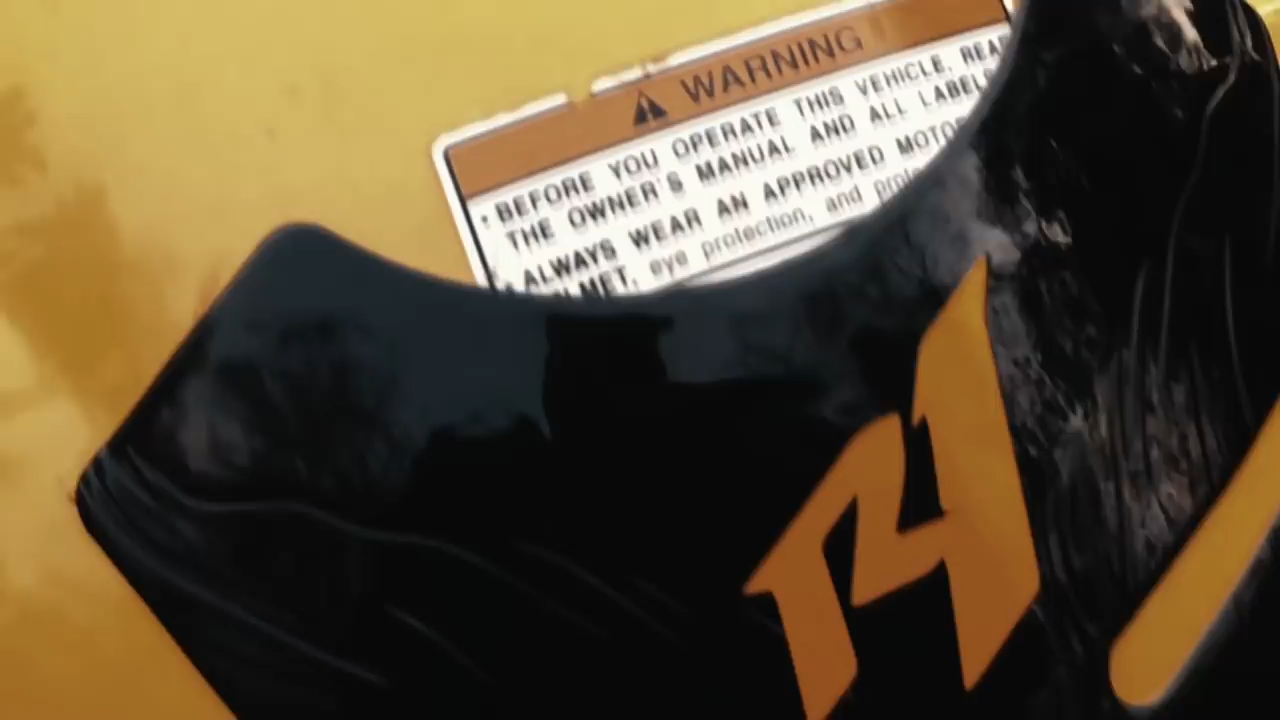 WARNING
• BEFORE YOU OPERATE THIS VEHICLE, READ
THE OWNER'S MANUAL AND ALL LABELS
• ALWAYS WEAR AN APPROVED
eye protection, and